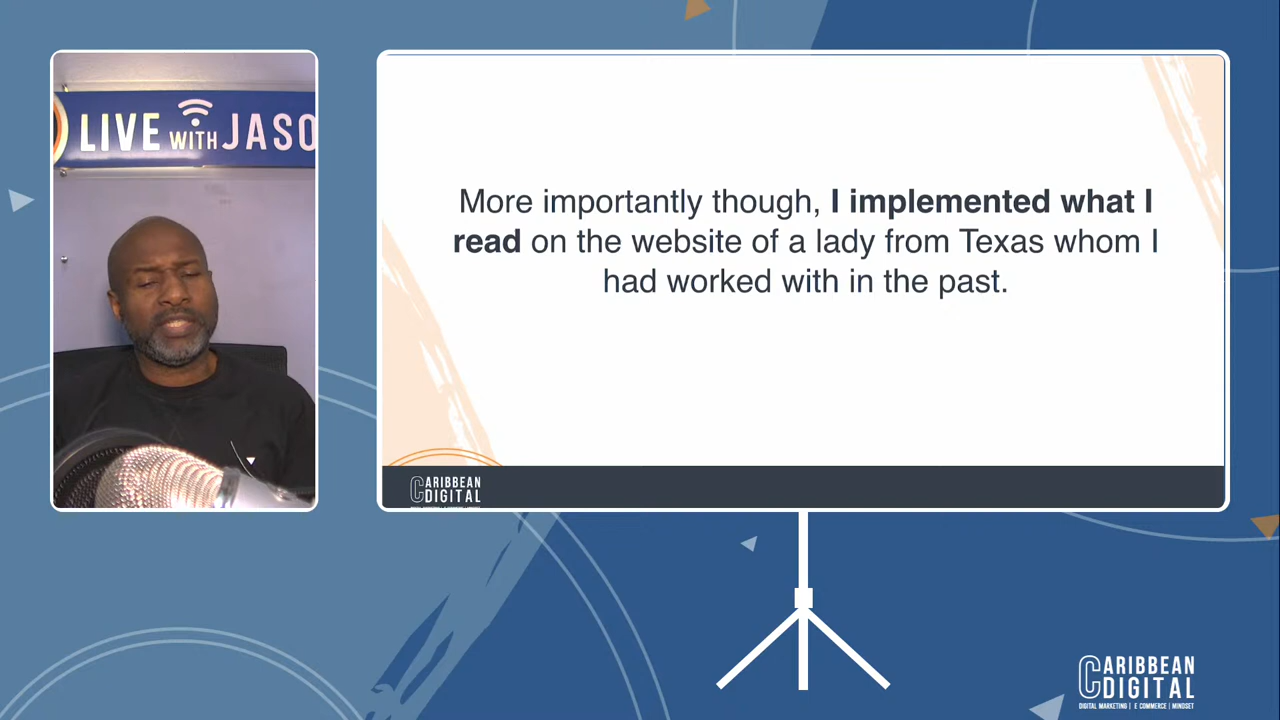 LIVE WITH JASO
More importantly though, I implemented what I
read on the website of a lady from Texas whom I
had worked with in the past.
CARIBBEAN
DIGITAL
CARIBBEAN
DIGITAL
DIGITAL MARKETING | E COMMERCE | MINDSET